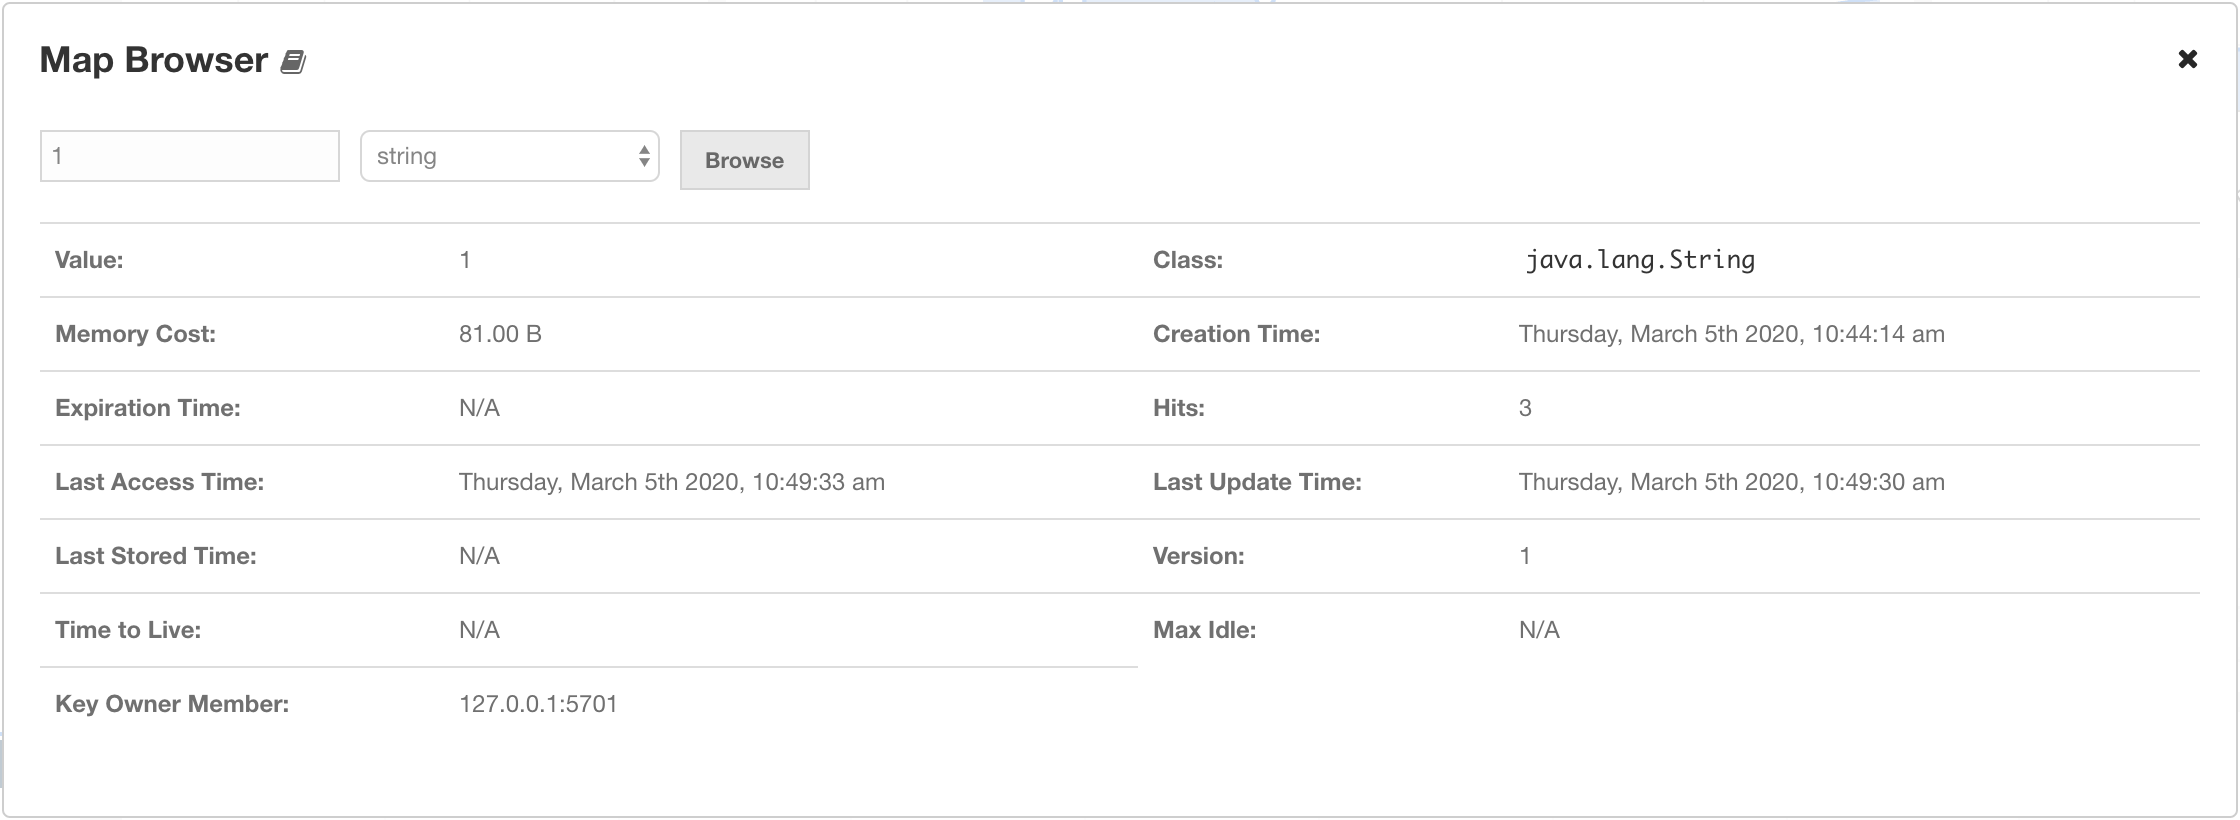 Map Browser
1 string Browse
Value: 1 Class: java.lang.String
Memory Cost: 81.00 B Creation Time: Thursday, March 5th 2020, 10:44:14 am
Expiration Time: N/A Hits: 3
Last Access Time: Thursday, March 5th 2020, 10:49:33 am Last Update Time: Thursday, March 5th 2020, 10:49:30 am
Last Stored Time: N/A Version: 1
Time to Live: N/A Max Idle: N/A
Key Owner Member: 127.0.0.1:5701